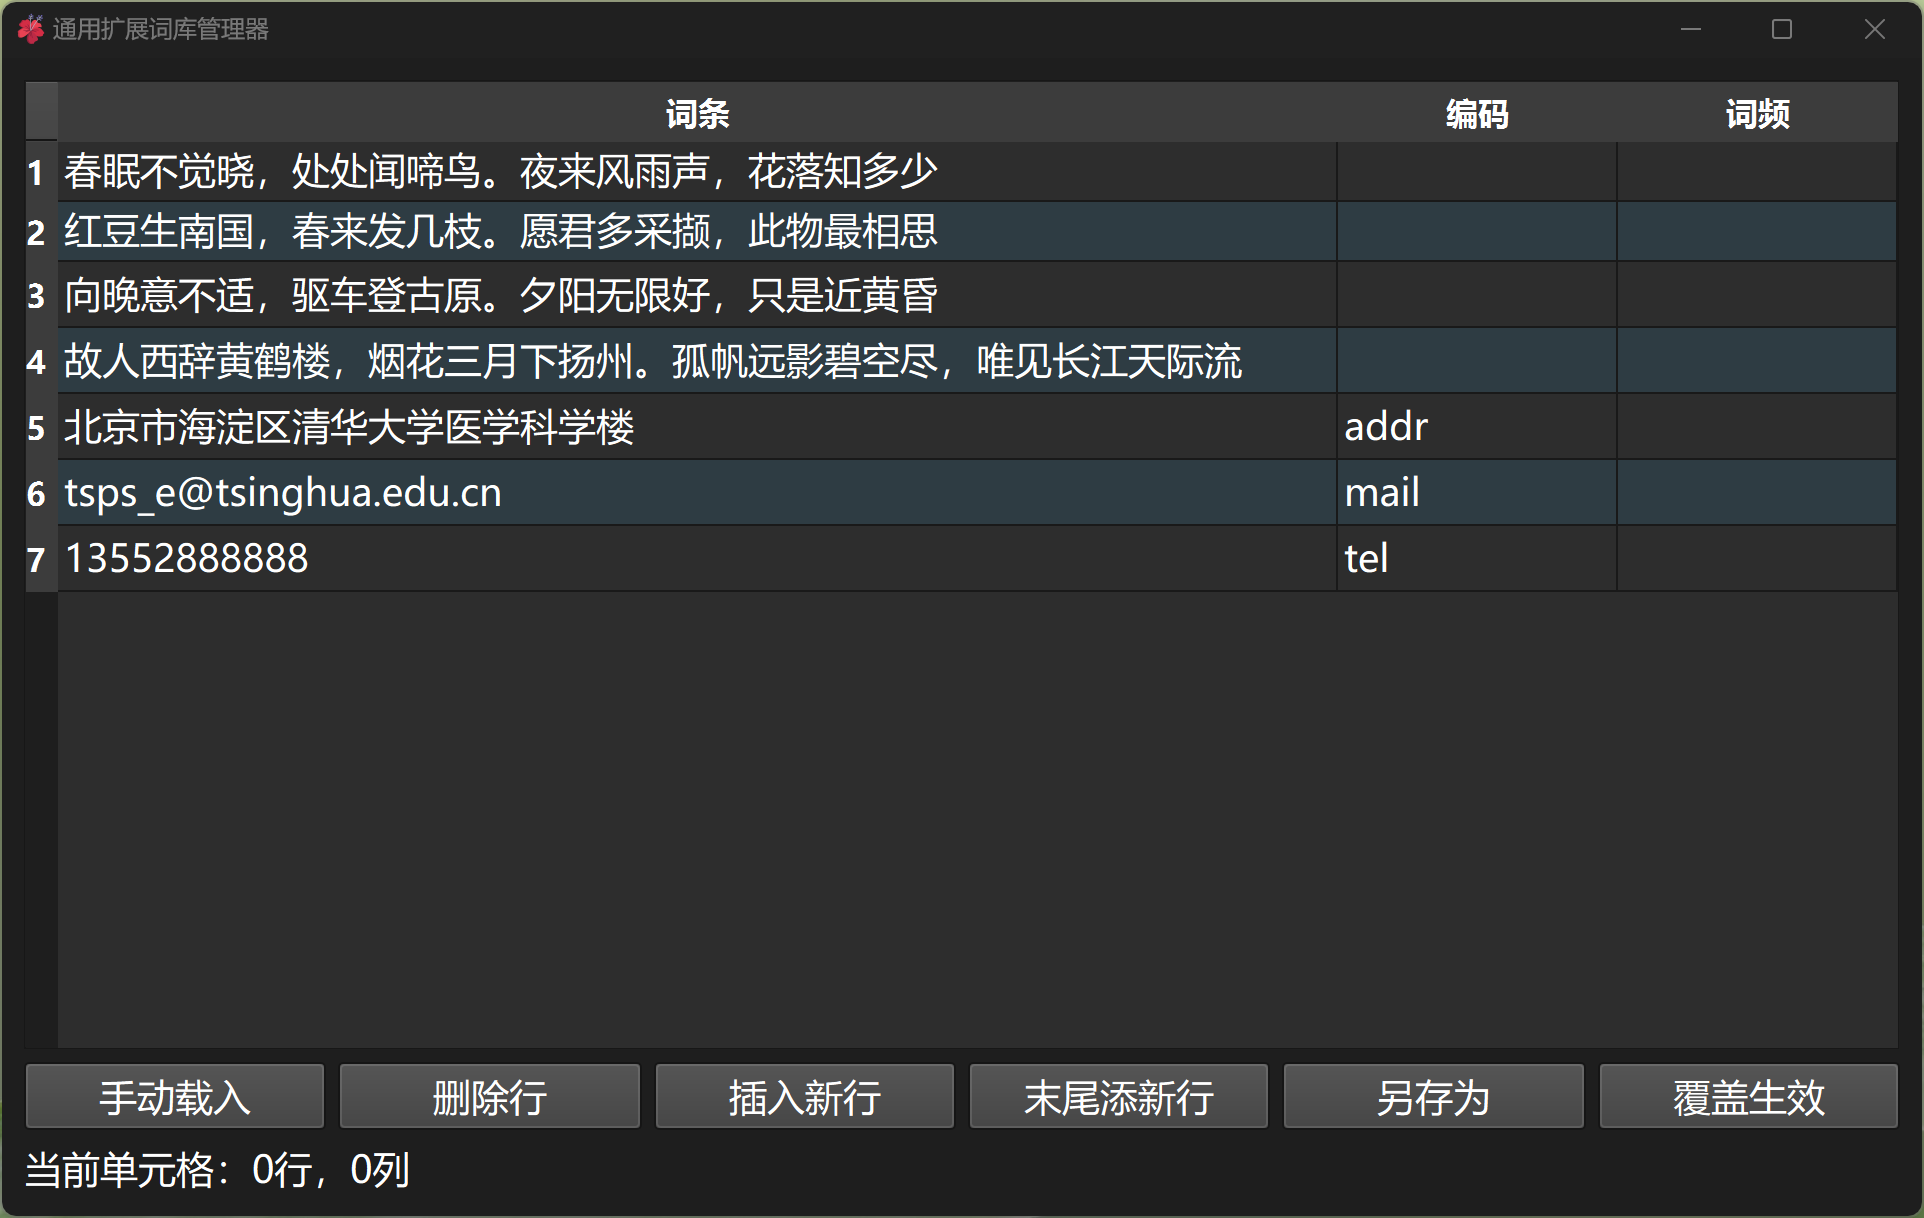 通用扩展词库管理器
词条 编码 词频
1 春眠不觉晓，处处闻啼鸟。夜来风雨声，花落知多少
2 红豆生南国，春来发几枝。愿君多采撷，此物最相思
3 向晚意不适，驱车登古原。夕阳无限好，只是近黄昏
4 故人西辞黄鹤楼，烟花三月下扬州。孤帆远影碧空尽，唯见长江天际流
5 北京市海淀区清华大学医学科学楼 addr
6 tsps_e@tsinghua.edu.cn mail
7 13552888888 tel
手动载入 删除行 插入新行 末尾添新行 另存为 覆盖生效
当前单元格：0行，0列